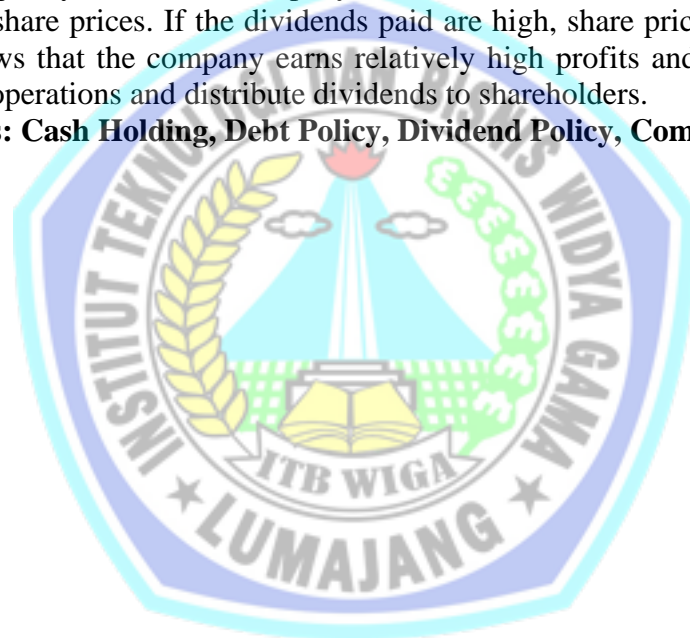 share prices. If the dividends paid are high, share pric
ws that the company earns relatively high profits and
operations and distribute dividends to shareholders.
s: Cash Holding, Debt Policy, Dividend Policy, Com
INSTITUT TEKNOLOGI DAN BISNIS WIDYA GAMA
ITB WIGA
LUMAJANG